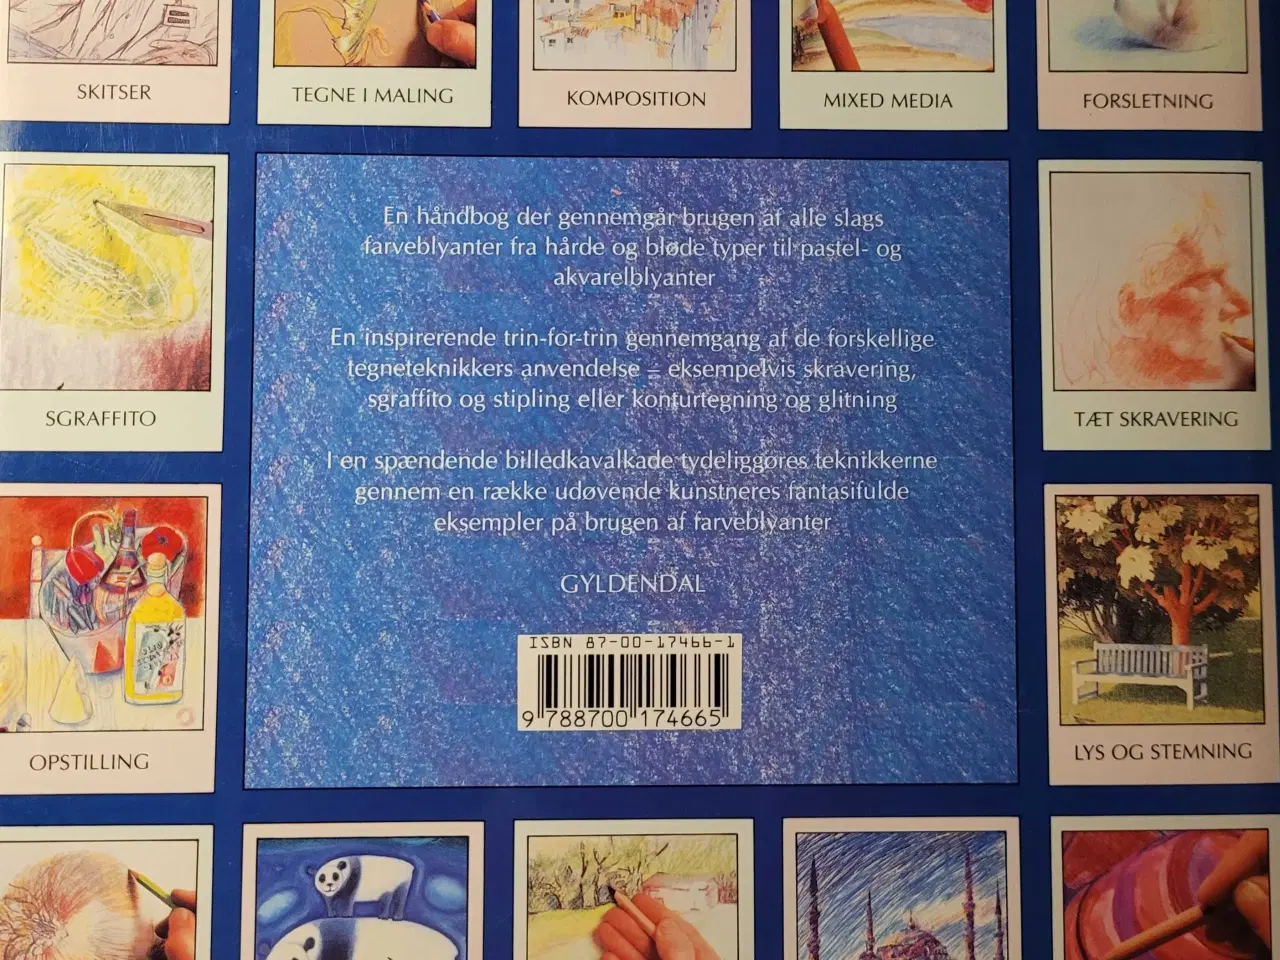 SKITSER
TEGNE I MALING
KOMPOSITION
MIXED MEDIA
FORSLETNING
En håndbog der gennemgår brugen af alle slags
farveblyanter fra hårde og bløde typer til pastel- og
akvarelblyanter
En inspirerende trin-for-trin gennemgang af de forskellige
tegneteknikkers anvendelse – eksempelvis skravering,
sgraffito og stipling eller konturtegning og glitning
I en spændende billedkavalkade tydeliggøres teknikkerne
gennem en række udøvende kunstneres fantasifulde
eksempler på brugen af farveblyanter
GYLDENDAL
ISBN 87-00-17466-1
9 788700 174665
SGRAFFITO
TÆT SKRAVERING
OPSTILLING
LYS OG STEMNING